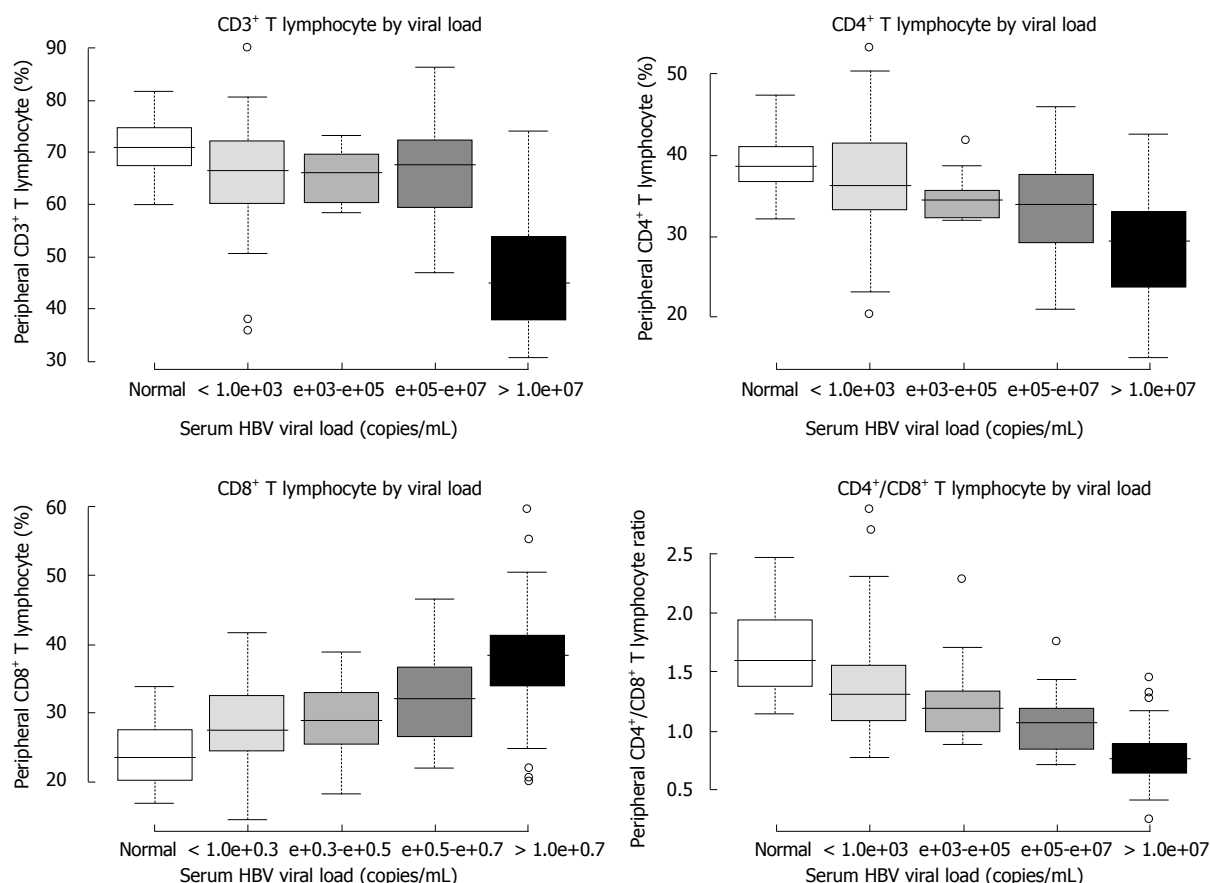 CD3⁺ T lymphocyte by viral load
Peripheral CD3⁺ T lymphocyte (%)
90
80
70
60
50
40
30
Normal < 1.0e+03 e+03-e+05 e+05-e+07 > 1.0e+07
Serum HBV viral load (copies/mL)
CD4⁺ T lymphocyte by viral load
Peripheral CD4⁺ T lymphocyte (%)
50
40
30
20
Normal < 1.0e+03 e+03-e+05 e+05-e+07 > 1.0e+07
Serum HBV viral load (copies/mL)
CD8⁺ T lymphocyte by viral load
Peripheral CD8⁺ T lymphocyte (%)
60
50
40
30
20
Normal < 1.0e+0.3 e+0.3-e+0.5 e+0.5-e+0.7 > 1.0e+0.7
Serum HBV viral load (copies/mL)
CD4⁺/CD8⁺ T lymphocyte by viral load
Peripheral CD4⁺/CD8⁺ T lymphocyte ratio
2.5
2.0
1.5
1.0
0.5
Normal < 1.0e+03 e+03-e+05 e+05-e+07 > 1.0e+07
Serum HBV viral load (copies/mL)